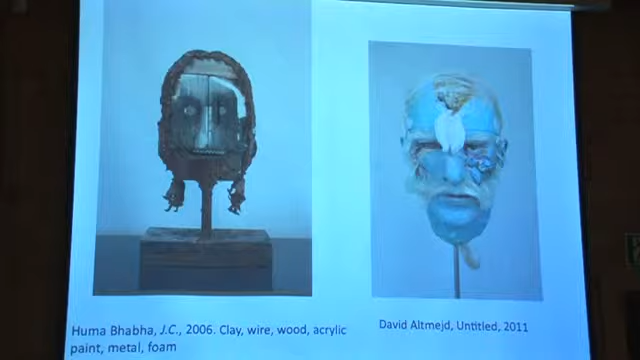 Huma Bhabha, J.C., 2006. Clay, wire, wood, acrylic
paint, metal, foam
David Altmejd, Untitled, 2011